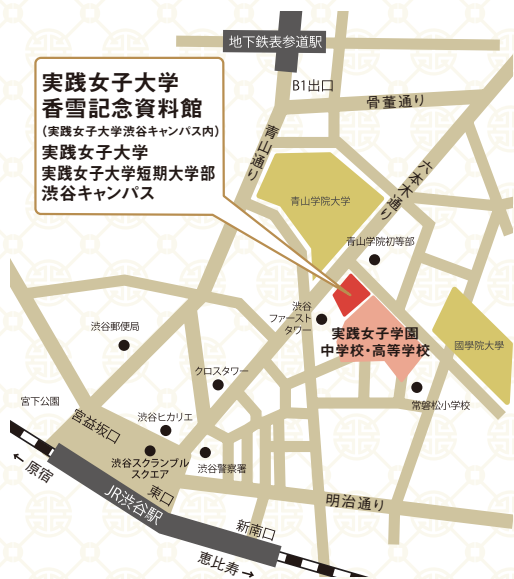 地下鉄表参道駅
B1出口
骨董通り
実践女子大学
香雪記念資料館
(実践女子大学渋谷キャンパス内)
実践女子大学
実践女子大学短期大学部
渋谷キャンパス
青山通り
六本木通り
青山学院大学
青山学院初等部
渋谷
ファースト
タワー
実践女子学園
中学校・高等学校
國學院大學
渋谷郵便局
クロスタワー
常磐松小学校
宮下公園
宮益坂口
渋谷ヒカリエ
渋谷スクランブル
スクエア
渋谷警察署
← 原宿
JR渋谷駅
東口
明治通り
新南口
恵比寿 →